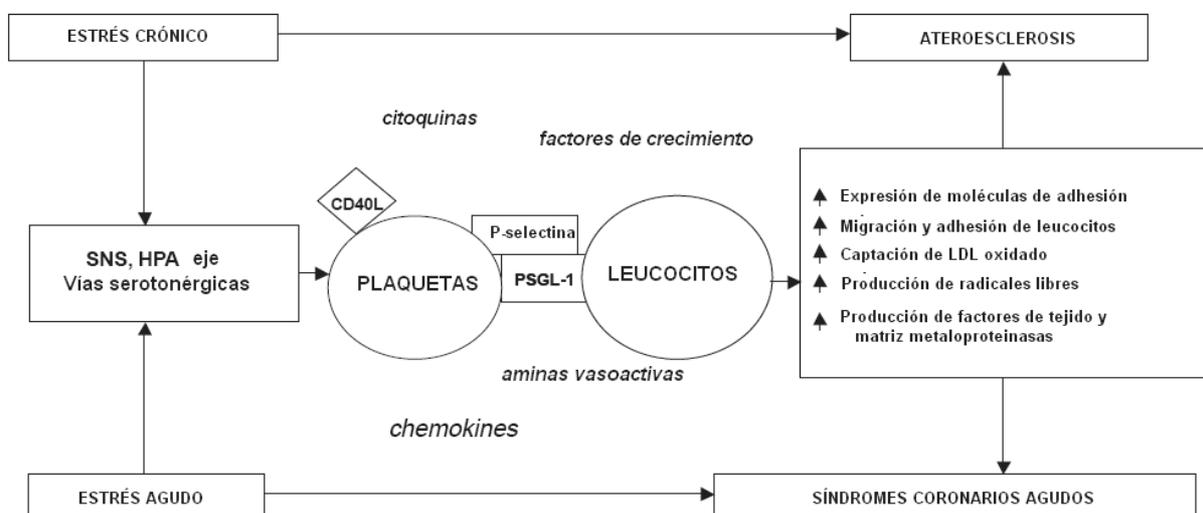 ESTRÉS CRÓNICO
ATEROESCLEROSIS
citoquinas
factores de crecimiento
CD40L
P-selectina
SNS, HPA eje
Vías serotonérgicas
PLAQUETAS
PSGL-1
LEUCOCITOS
Expresión de moléculas de adhesión
Migración y adhesión de leucocitos
Captación de LDL oxidado
Producción de radicales libres
Producción de factores de tejido y
matriz metaloproteinasas
aminas vasoactivas
chemokines
ESTRÉS AGUDO
SÍNDROMES CORONARIOS AGUDOS